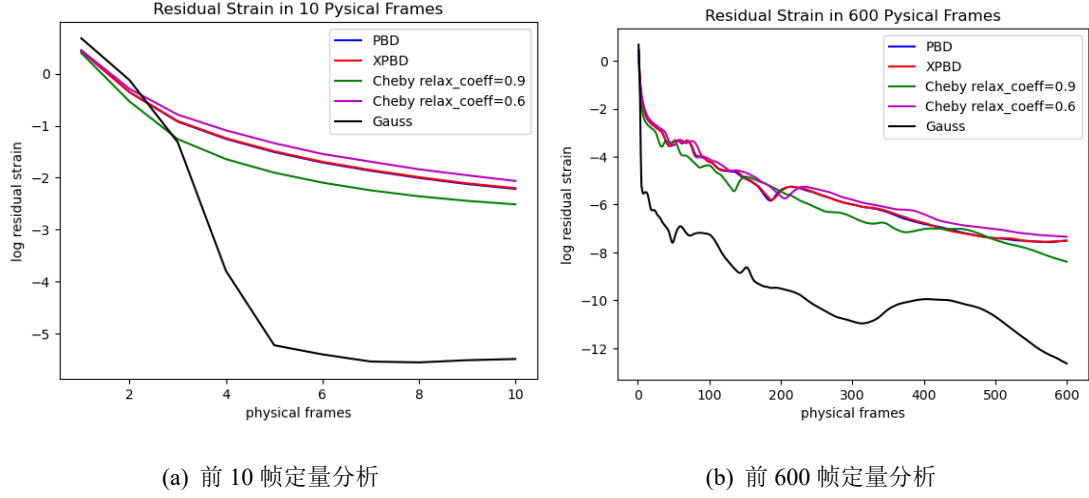 Residual Strain in 10 Pysical Frames
PBD
XPBD
Cheby relax_coeff=0.9
Cheby relax_coeff=0.6
Gauss
log residual strain
0
−1
−2
−3
−4
−5
2 4 6 8 10
physical frames
(a) 前 10 帧定量分析
Residual Strain in 600 Pysical Frames
PBD
XPBD
Cheby relax_coeff=0.9
Cheby relax_coeff=0.6
Gauss
log residual strain
0
−2
−4
−6
−8
−10
−12
0 100 200 300 400 500 600
physical frames
(b) 前 600 帧定量分析